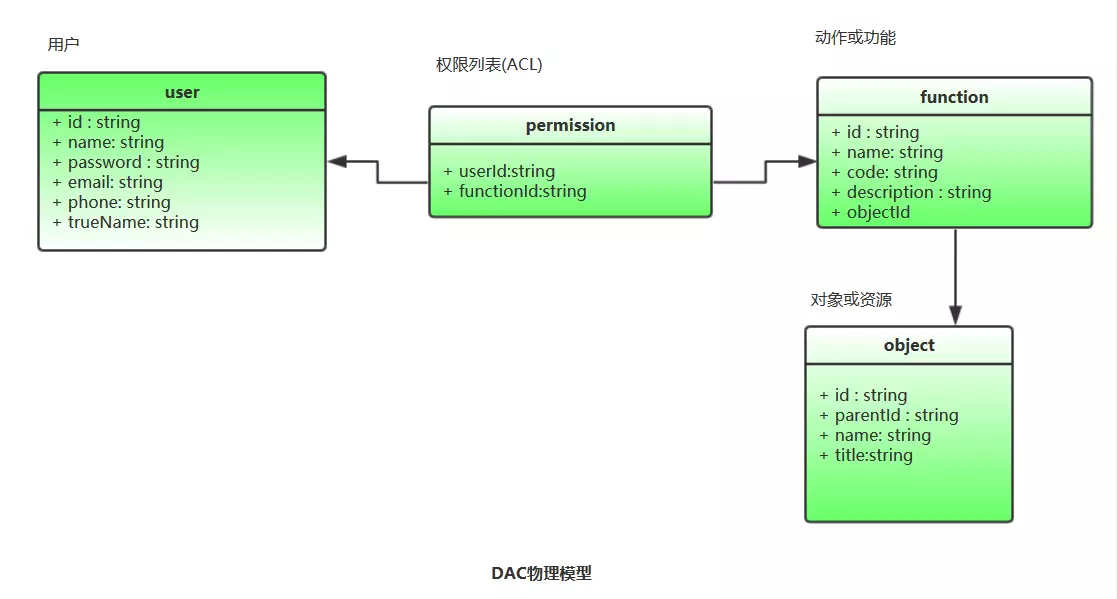 用户
user
+ id : string
+ name: string
+ password : string
+ email: string
+ phone: string
+ trueName: string
权限列表(ACL)
permission
+ userId:string
+ functionId:string
动作或功能
function
+ id : string
+ name: string
+ code: string
+ description : string
+ objectId
对象或资源
object
+ id : string
+ parentId : string
+ name: string
+ title:string
DAC物理模型